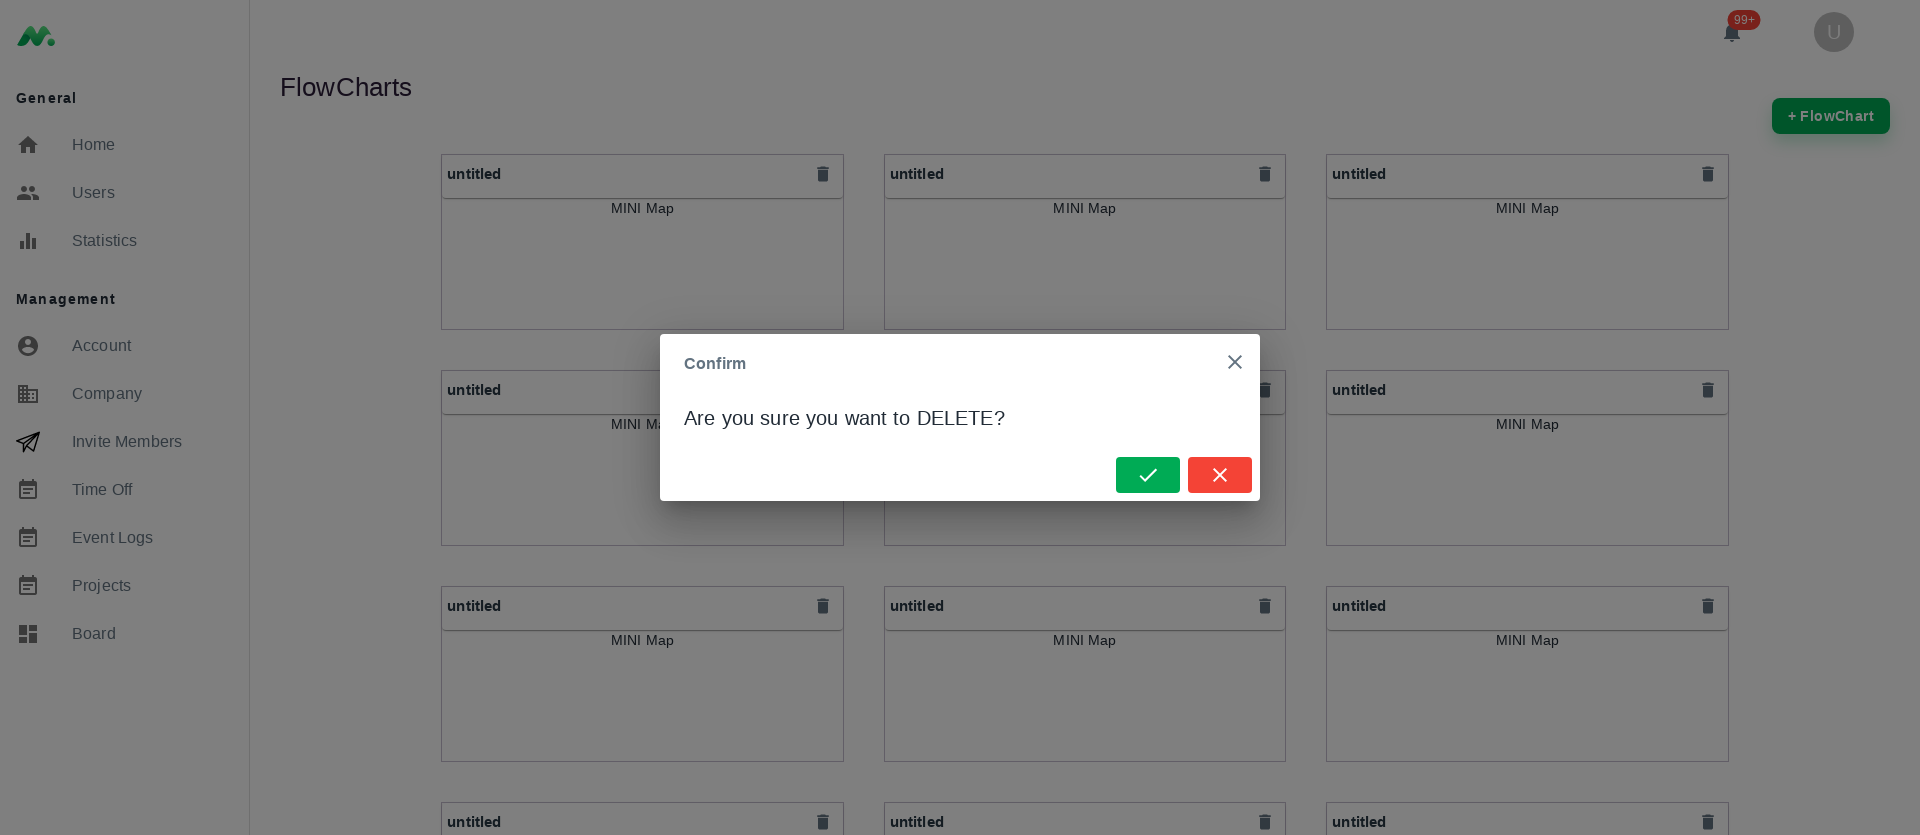 99+
U
FlowCharts
+ FlowChart
General
Home
Users
Statistics
Management
Account
Company
Invite Members
Time Off
Event Logs
Projects
Board
untitled
MINI Map
untitled
MINI Map
untitled
MINI Map
untitled
MINI Ma
untitled
MINI Map
Confirm
Are you sure you want to DELETE?
untitled
MINI Map
untitled
MINI Map
untitled
MINI Map
untitled
untitled
untitled